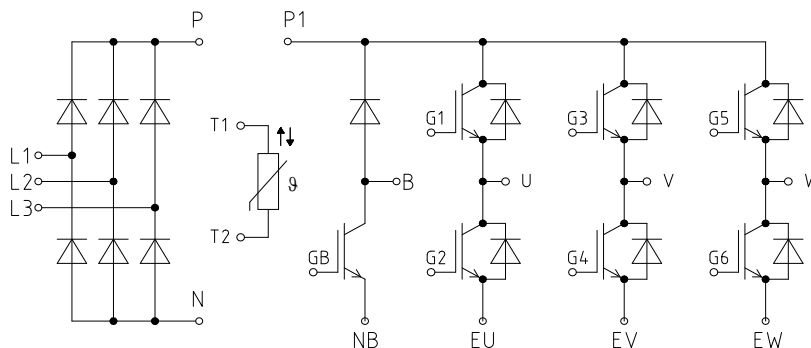 P P1
T1 G1 G3 G5
L1
L2 B U V
L3 ϑ
T2 GB G2 G4 G6
N
NB EU EV EW